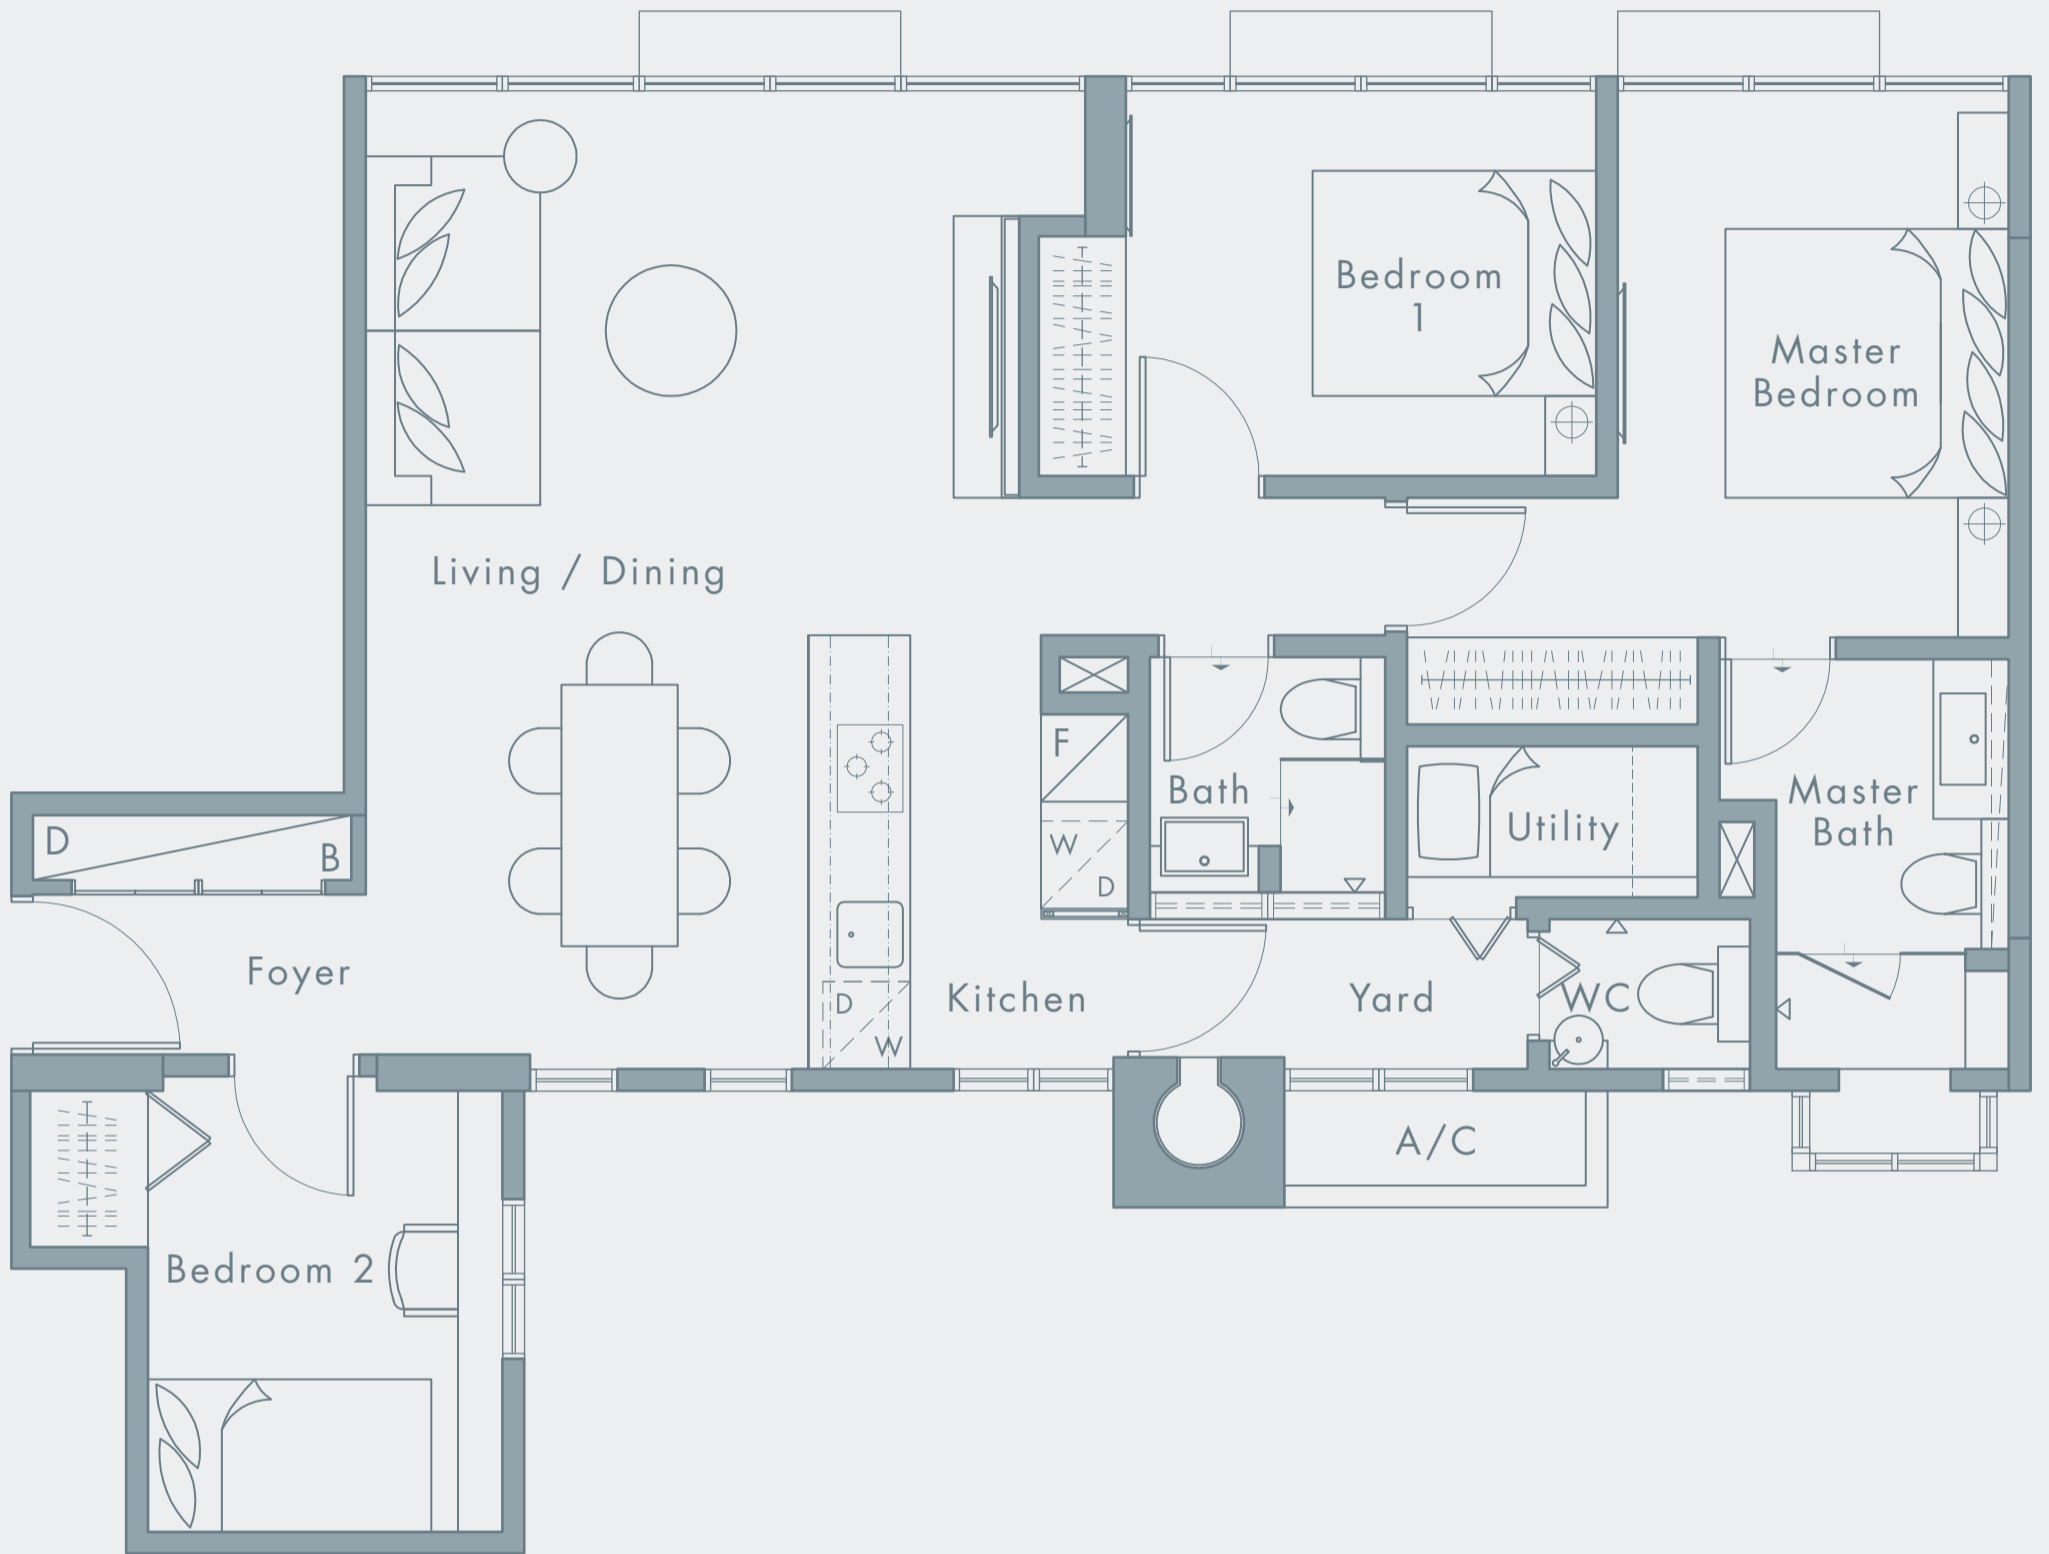 Bedroom
1
Master
Bedroom
Living / Dining
F
W
D
Bath
Utility
Master
Bath
D
B
Foyer
D
W
Kitchen
Yard
WC
A/C
Bedroom 2